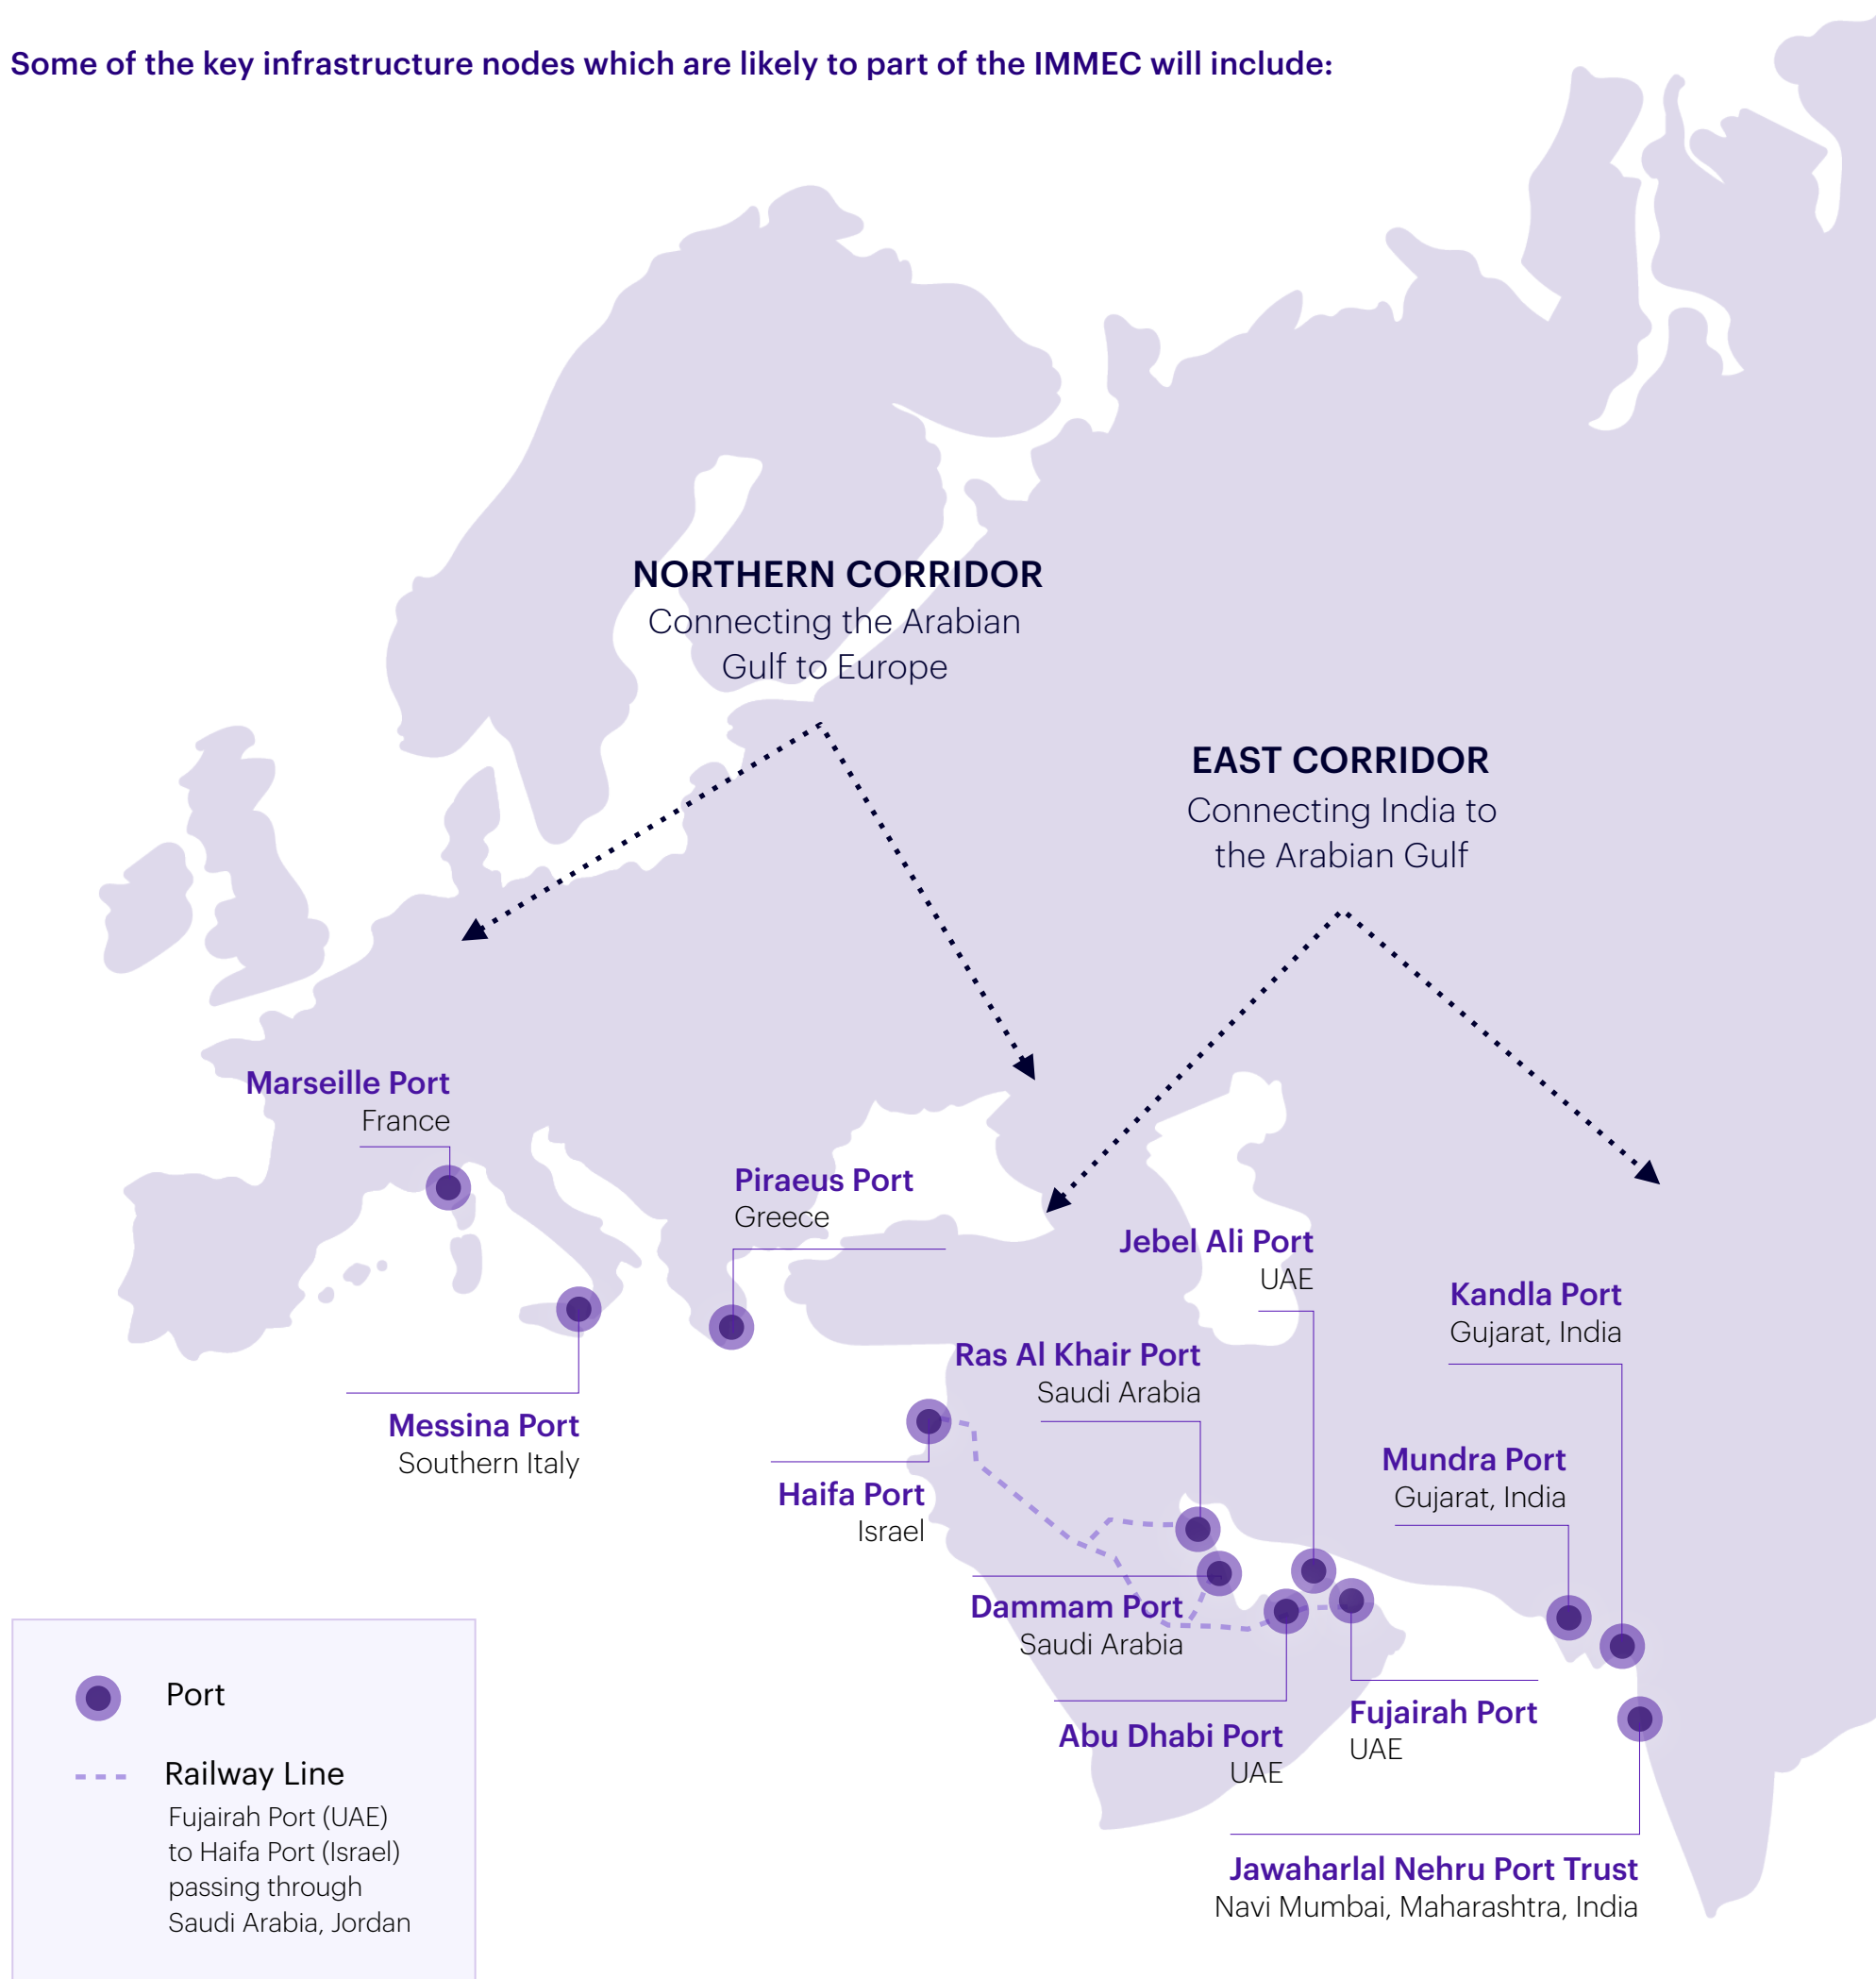 Some of the key infrastructure nodes which are likely to part of the IMMEC will include:
NORTHERN CORRIDOR
Connecting the Arabian
Gulf to Europe
EAST CORRIDOR
Connecting India to
the Arabian Gulf
Marseille Port
France
Piraeus Port
Greece
Jebel Ali Port
UAE
Kandla Port
Gujarat, India
Ras Al Khair Port
Saudi Arabia
Messina Port
Southern Italy
Mundra Port
Gujarat, India
Haifa Port
Israel
Dammam Port
Saudi Arabia
Abu Dhabi Port
UAE
Fujairah Port
UAE
Jawaharlal Nehru Port Trust
Navi Mumbai, Maharashtra, India
Port
Railway Line
Fujairah Port (UAE)
to Haifa Port (Israel)
passing through
Saudi Arabia, Jordan